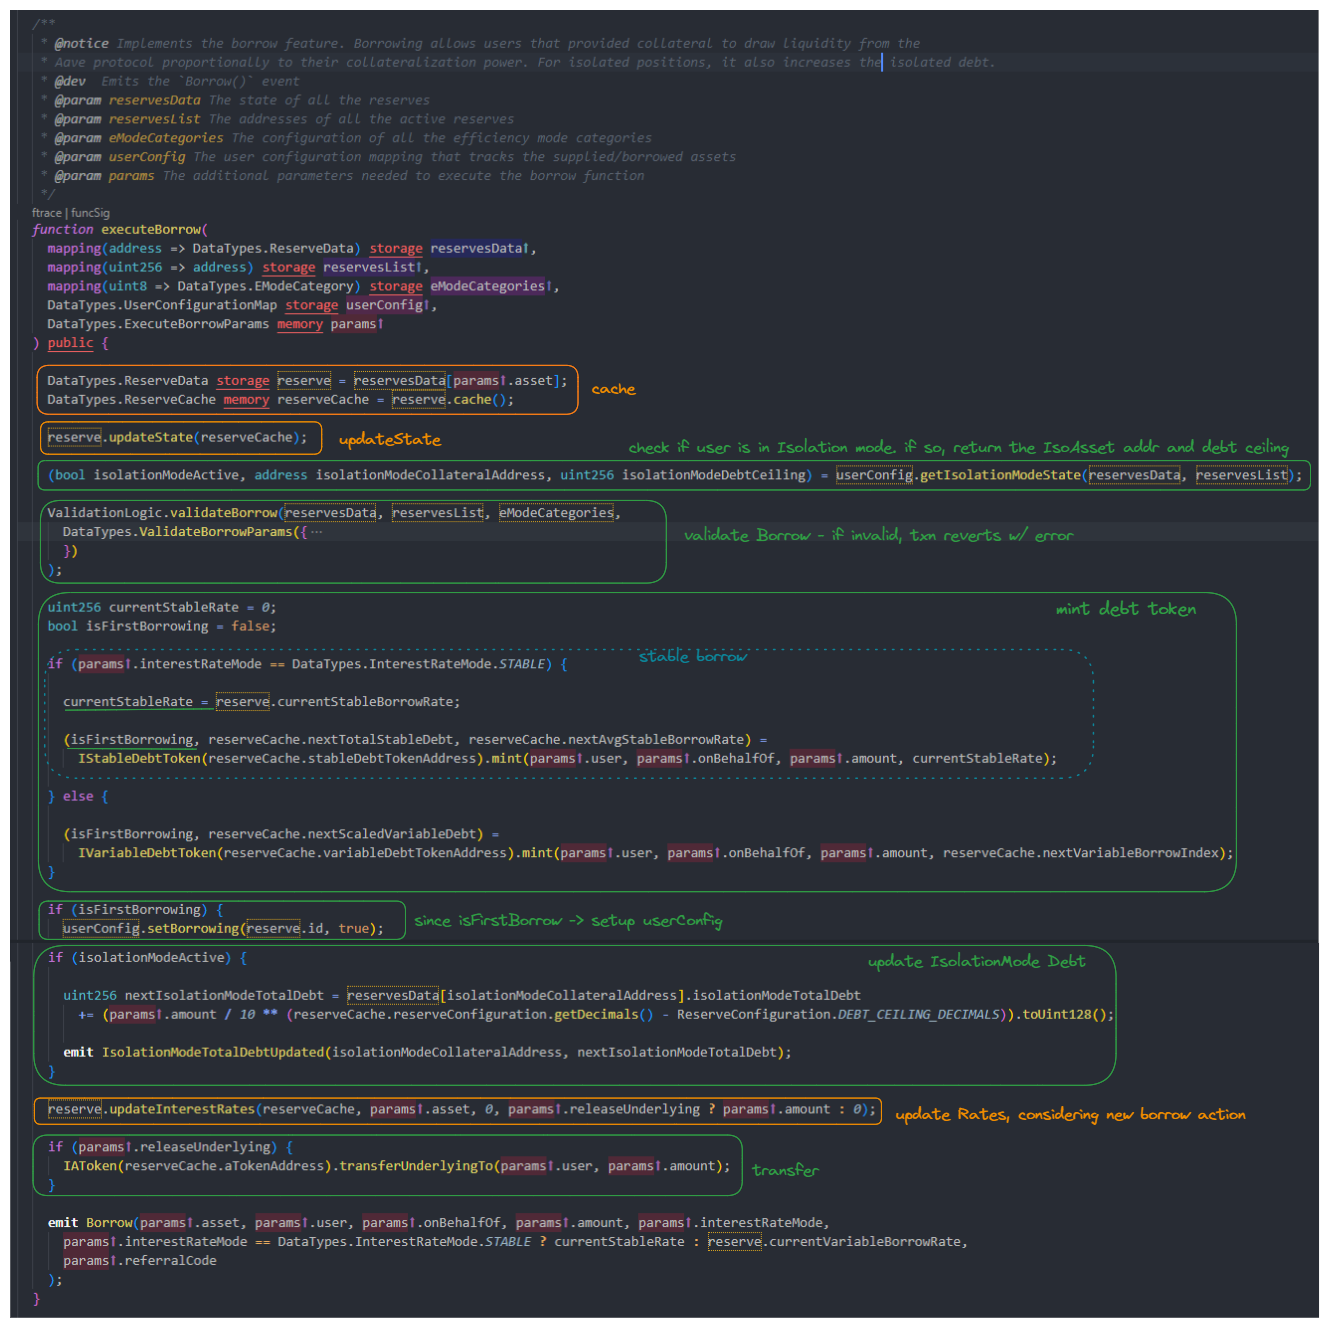 /**
* @notice Implements the borrow feature. Borrowing allows users that provided collateral to draw liquidity from the
* Aave protocol proportionally to their collateralization power. For isolated positions, it also increases the isolated debt.
* @dev  Emits the `Borrow()` event
* @param reservesData The state of all the reserves
* @param reservesList The addresses of all the active reserves
* @param eModeCategories The configuration of all the efficiency mode categories
* @param userConfig The user configuration mapping that tracks the supplied/borrowed assets
* @param params The additional parameters needed to execute the borrow function
*/
ftrace | funcSig
function executeBorrow(
mapping(address => DataTypes.ReserveData) storage reservesData↑,
mapping(uint256 => address) storage reservesList↑,
mapping(uint8 => DataTypes.EModeCategory) storage eModeCategories↑,
DataTypes.UserConfigurationMap storage userConfig↑,
DataTypes.ExecuteBorrowParams memory params↑
) public {
DataTypes.ReserveData storage reserve = reservesData[params↑.asset];
DataTypes.ReserveCache memory reserveCache = reserve.cache();
cache
reserve.updateState(reserveCache);
updateState
check if user is in Isolation mode. if so, return the IsoAsset addr and debt ceiling
(bool isolationModeActive, address isolationModeCollateralAddress, uint256 isolationModeDebtCeiling) = userConfig.getIsolationModeState(reservesData, reservesList);
ValidationLogic.validateBorrow(reservesData, reservesList, eModeCategories,
DataTypes.ValidateBorrowParams({ ···
})
);
validate Borrow - if invalid, txn reverts w/ error
uint256 currentStableRate = 0;
mint debt token
bool isFirstBorrowing = false;
stable borrow
if (params↑.interestRateMode == DataTypes.InterestRateMode.STABLE) {
currentStableRate = reserve.currentStableBorrowRate;
(isFirstBorrowing, reserveCache.nextTotalStableDebt, reserveCache.nextAvgStableBorrowRate) =
IStableDebtToken(reserveCache.stableDebtTokenAddress).mint(params↑.user, params↑.onBehalfOf, params↑.amount, currentStableRate);
} else {
(isFirstBorrowing, reserveCache.nextScaledVariableDebt) =
IVariableDebtToken(reserveCache.variableDebtTokenAddress).mint(params↑.user, params↑.onBehalfOf, params↑.amount, reserveCache.nextVariableBorrowIndex);
}
if (isFirstBorrowing) {
userConfig.setBorrowing(reserve.id, true);
since isFirstBorrow -> setup userConfig
if (isolationModeActive) {
update IsolationMode Debt
uint256 nextIsolationModeTotalDebt = reservesData[isolationModeCollateralAddress].isolationModeTotalDebt
+= (params↑.amount / 10 ** (reserveCache.reserveConfiguration.getDecimals() - ReserveConfiguration.DEBT_CEILING_DECIMALS)).toUint128();
emit IsolationModeTotalDebtUpdated(isolationModeCollateralAddress, nextIsolationModeTotalDebt);
}
reserve.updateInterestRates(reserveCache, params↑.asset, 0, params↑.releaseUnderlying ? params↑.amount : 0);
update Rates, considering new borrow action
if (params↑.releaseUnderlying) {
IAToken(reserveCache.aTokenAddress).transferUnderlyingTo(params↑.user, params↑.amount);
}
transfer
emit Borrow(params↑.asset, params↑.user, params↑.onBehalfOf, params↑.amount, params↑.interestRateMode,
params↑.interestRateMode == DataTypes.InterestRateMode.STABLE ? currentStableRate : reserve.currentVariableBorrowRate,
params↑.referralCode
);
}